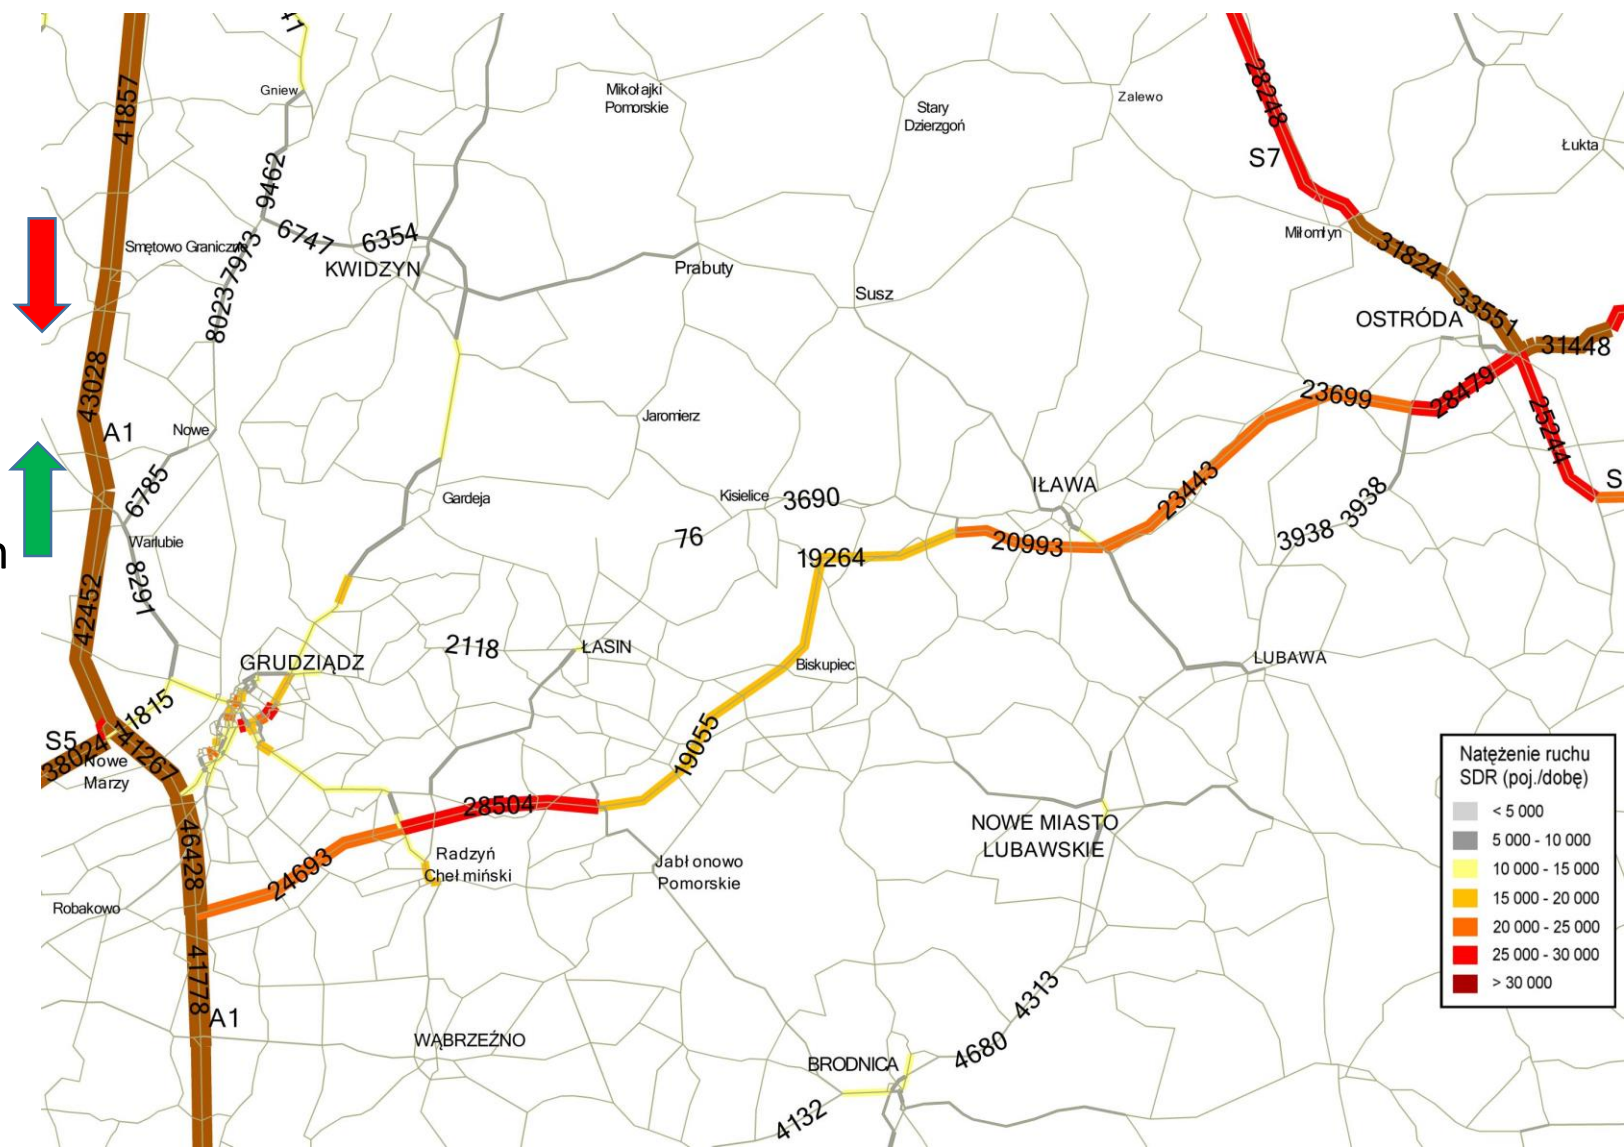 41857
Gniew
9462
Mikołajki
Pomorskie
Stary
Dzierzgoń
Zalewo
28248
S7
Łukta
Smętowo Graniczne
7973
6747
6354
KWIDZYN
8023
Prabuty
Susz
Miłomłyn
31824
33551
OSTRÓDA
31448
43028
A1
Nowe
Jaromierz
23699
28479
25244
6785
Gardeja
Kisielice
3690
IŁAWA
23443
3938
3938
S
Warlubie
76
19264
20993
8291
42452
2118
ŁASIN
GRUDZIĄDZ
Biskupiec
LUBAWA
11815
S5
38024
41267
Nowe
Marzy
19055
28504
46428
24693
Radzyń
Chełmiński
Jabłonowo
Pomorskie
NOWE MIASTO
LUBAWSKIE
Robakowo
41778
A1
WĄBRZEŹNO
BRODNICA
4680
4313
4132
Natężenie ruchu
SDR (poj./dobę)
< 5 000
5 000 - 10 000
10 000 - 15 000
15 000 - 20 000
20 000 - 25 000
25 000 - 30 000
> 30 000